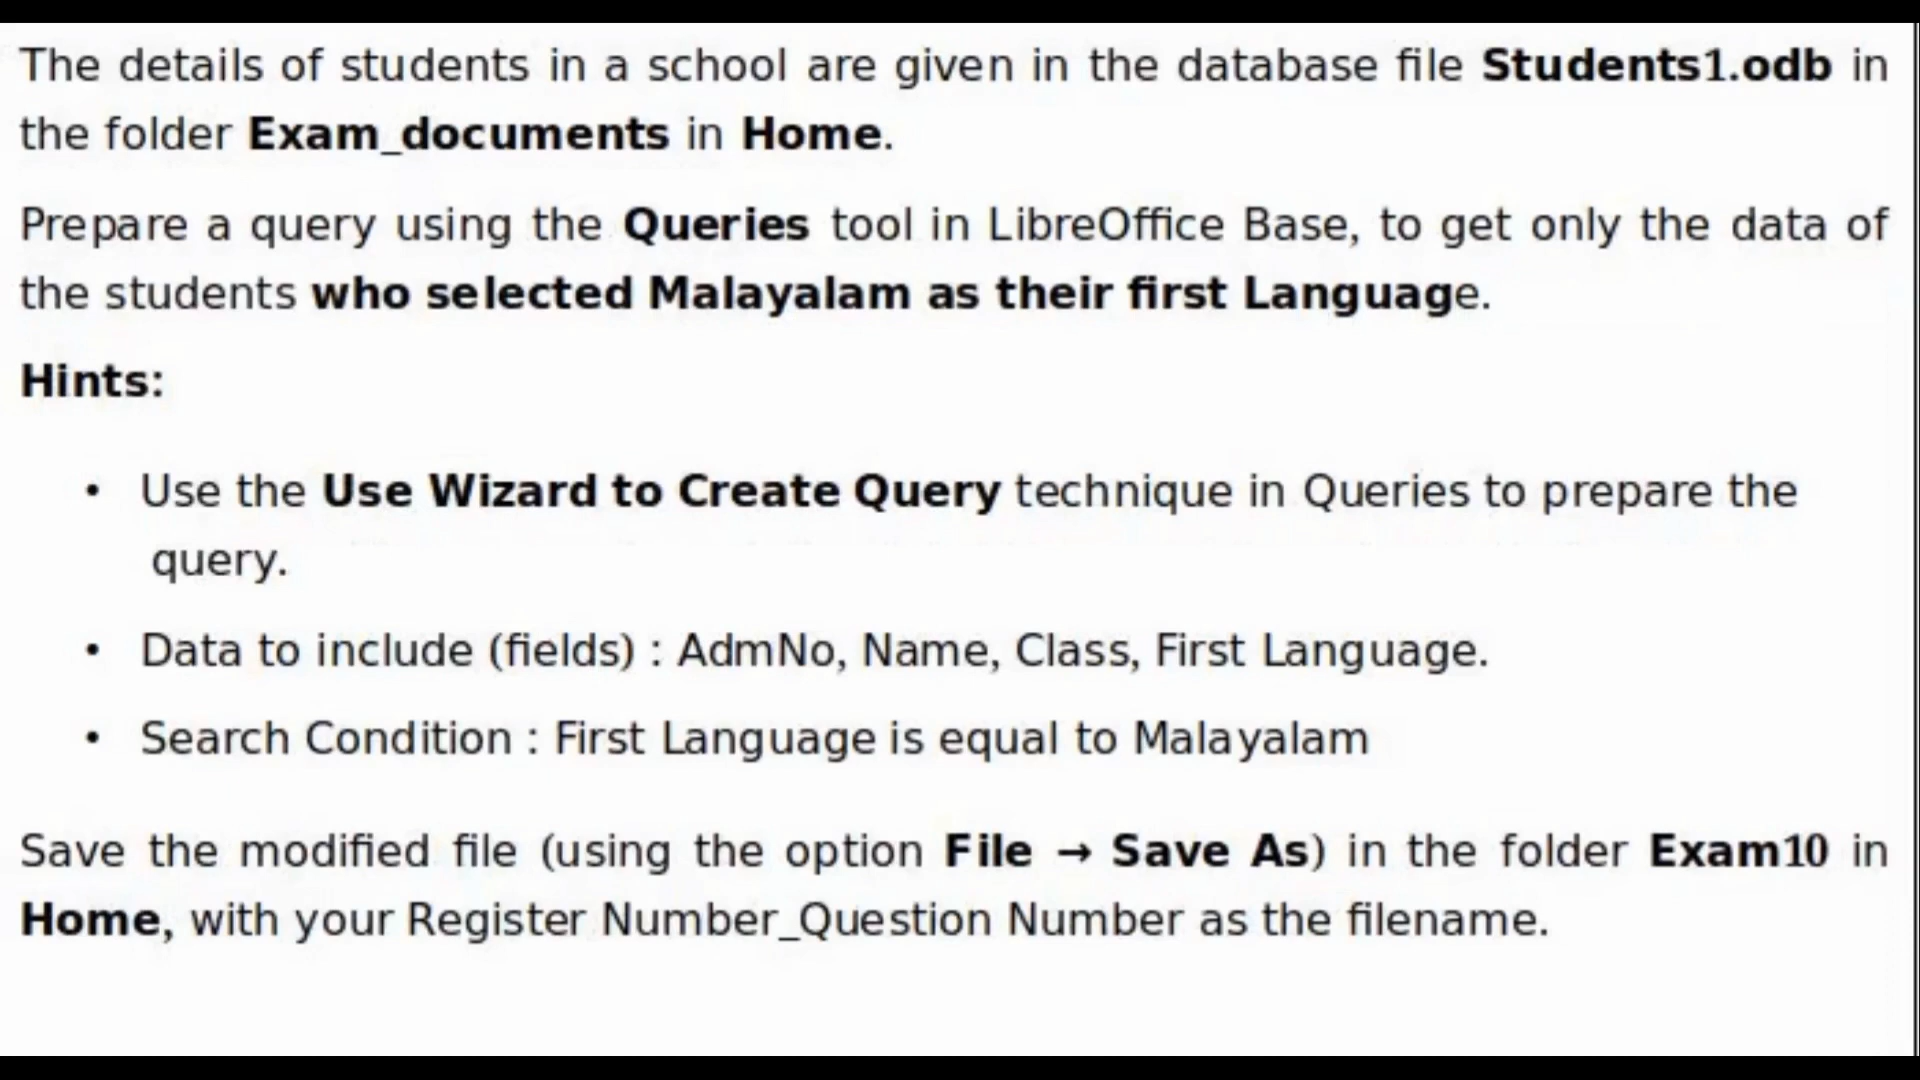 The details of students in a school are given in the database file Students1.odb in
the folder Exam_documents in Home.
Prepare a query using the Queries tool in LibreOffice Base, to get only the data of
the students who selected Malayalam as their first Language.
Hints:
• Use the Use Wizard to Create Query technique in Queries to prepare the
query.
• Data to include (fields) : AdmNo, Name, Class, First Language.
• Search Condition : First Language is equal to Malayalam
Save the modified file (using the option File → Save As) in the folder Exam10 in
Home, with your Register Number_Question Number as the filename.